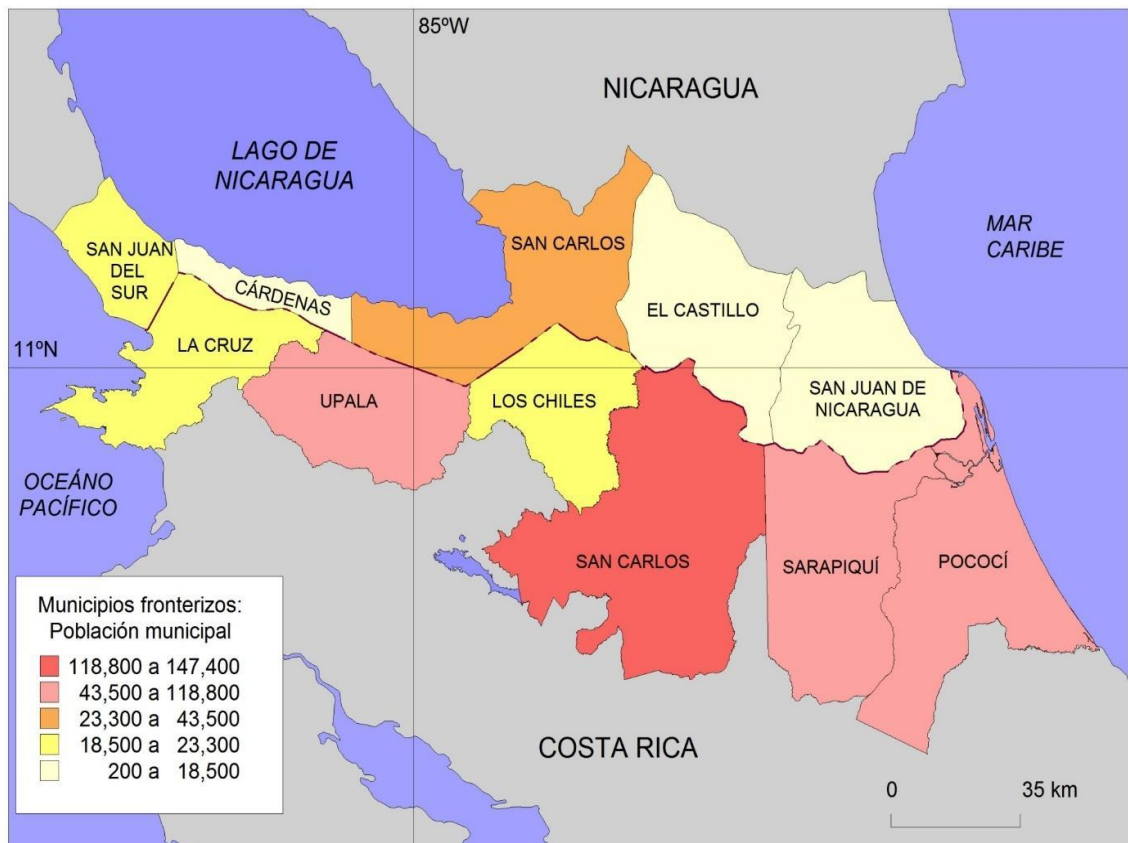 85ºW
NICARAGUA
LAGO DE
NICARAGUA
MAR
CARIBE
SAN JUAN
DEL
SUR
SAN CARLOS
CÁRDENAS
EL CASTILLO
LA CRUZ
11ºN
UPALA
LOS CHILES
SAN JUAN DE
NICARAGUA
OCEÁNO
PACÍFICO
SAN CARLOS
SARAPIQUÍ
POCOCÍ
Municipios fronterizos:
Población municipal
118,800 a 147,400
43,500 a 118,800
23,300 a 43,500
18,500 a 23,300
200 a 18,500
COSTA RICA
0 35 km